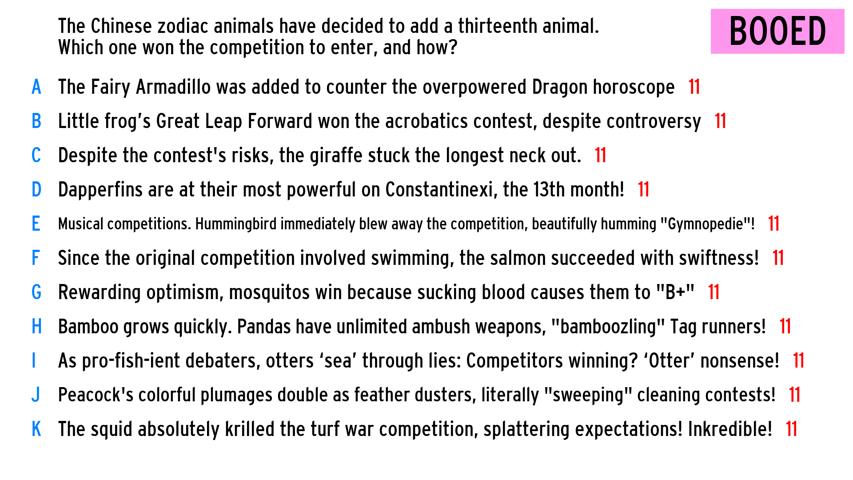 The Chinese zodiac animals have decided to add a thirteenth animal.
Which one won the competition to enter, and how?
BOOED
A The Fairy Armadillo was added to counter the overpowered Dragon horoscope 11
B Little frog's Great Leap Forward won the acrobatics contest, despite controversy 11
C Despite the contest's risks, the giraffe stuck the longest neck out. 11
D Dapperfins are at their most powerful on Constantinexi, the 13th month! 11
E Musical competitions. Hummingbird immediately blew away the competition, beautifully humming "Gymnopedie"! 11
F Since the original competition involved swimming, the salmon succeeded with swiftness! 11
G Rewarding optimism, mosquitos win because sucking blood causes them to "B+" 11
H Bamboo grows quickly. Pandas have unlimited ambush weapons, "bamboozling" Tag runners! 11
I As pro-fish-ient debaters, otters ‘sea’ through lies: Competitors winning? ‘Otter’ nonsense! 11
J Peacock's colorful plumages double as feather dusters, literally "sweeping" cleaning contests! 11
K The squid absolutely krilled the turf war competition, splattering expectations! Inkredible! 11